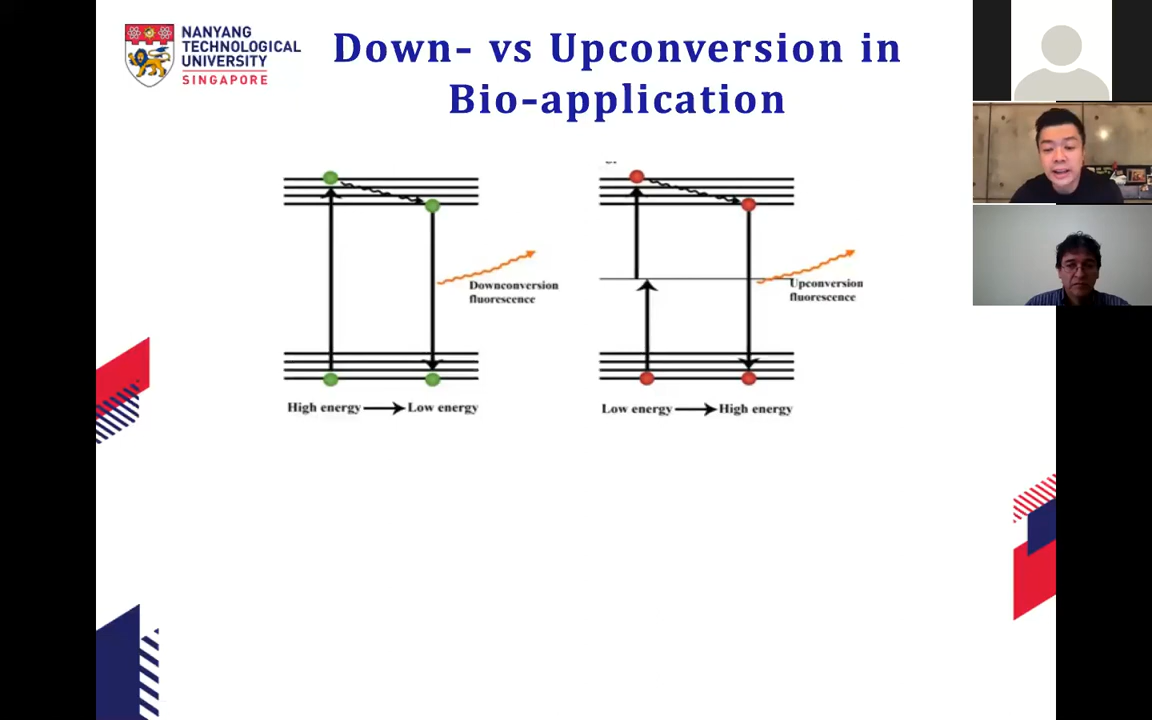 NANYANG
TECHNOLOGICAL
UNIVERSITY
SINGAPORE
Down- vs Upconversion in
Bio-application
Downconversion
fluorescence
High energy
Low energy
Upconversion
fluorescence
Low energy
High energy